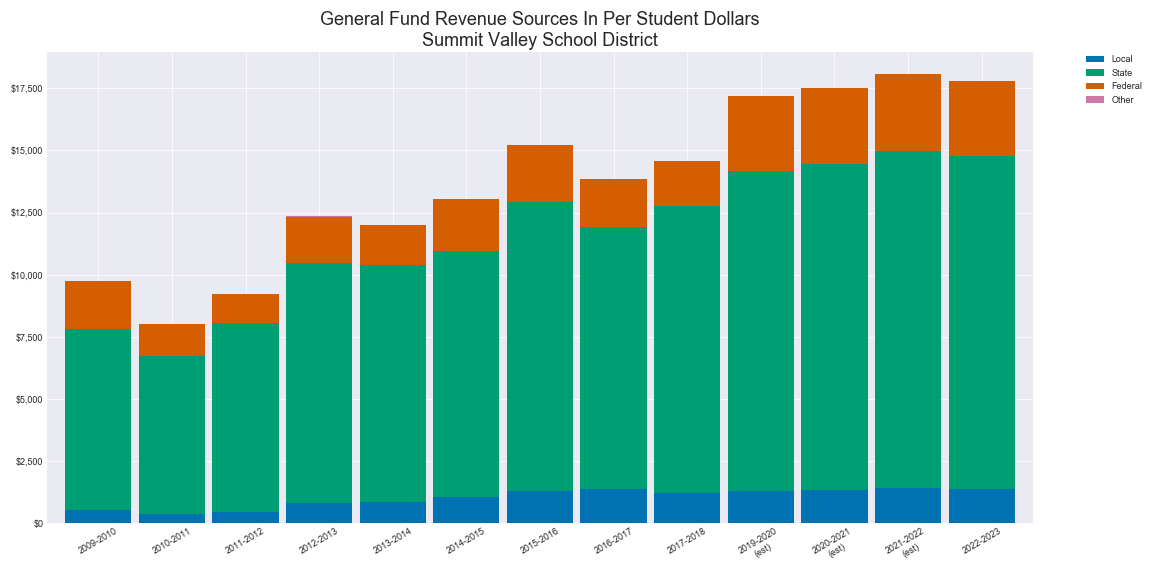 General Fund Revenue Sources In Per Student Dollars
Summit Valley School District
Local
State
Federal
Other
$17,500
$15,000
$12,500
$10,000
$7,500
$5,000
$2,500
$0
2009-2010
2010-2011
2011-2012
2012-2013
2013-2014
2014-2015
2015-2016
2016-2017
2017-2018
2019-2020
(est)
2020-2021
(est)
2021-2022
(est)
2022-2023